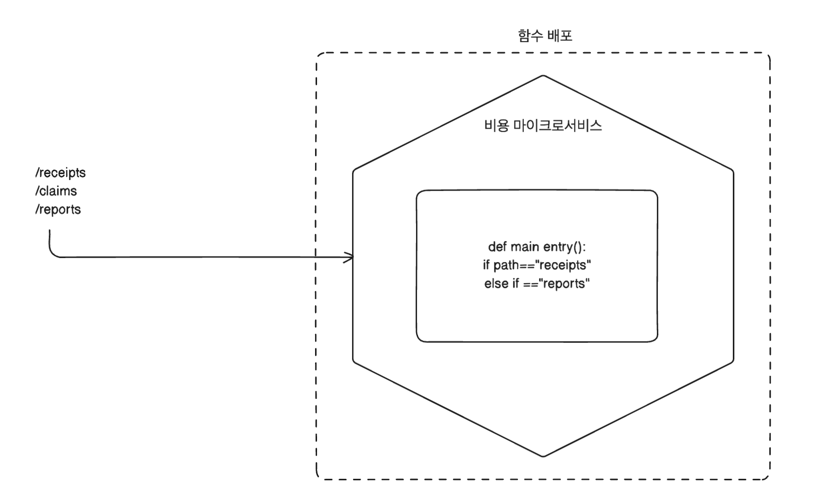 함수 배포
비용 마이크로서비스
/receipts
/claims
/reports
def main entry():
if path=="receipts"
else if =="reports"